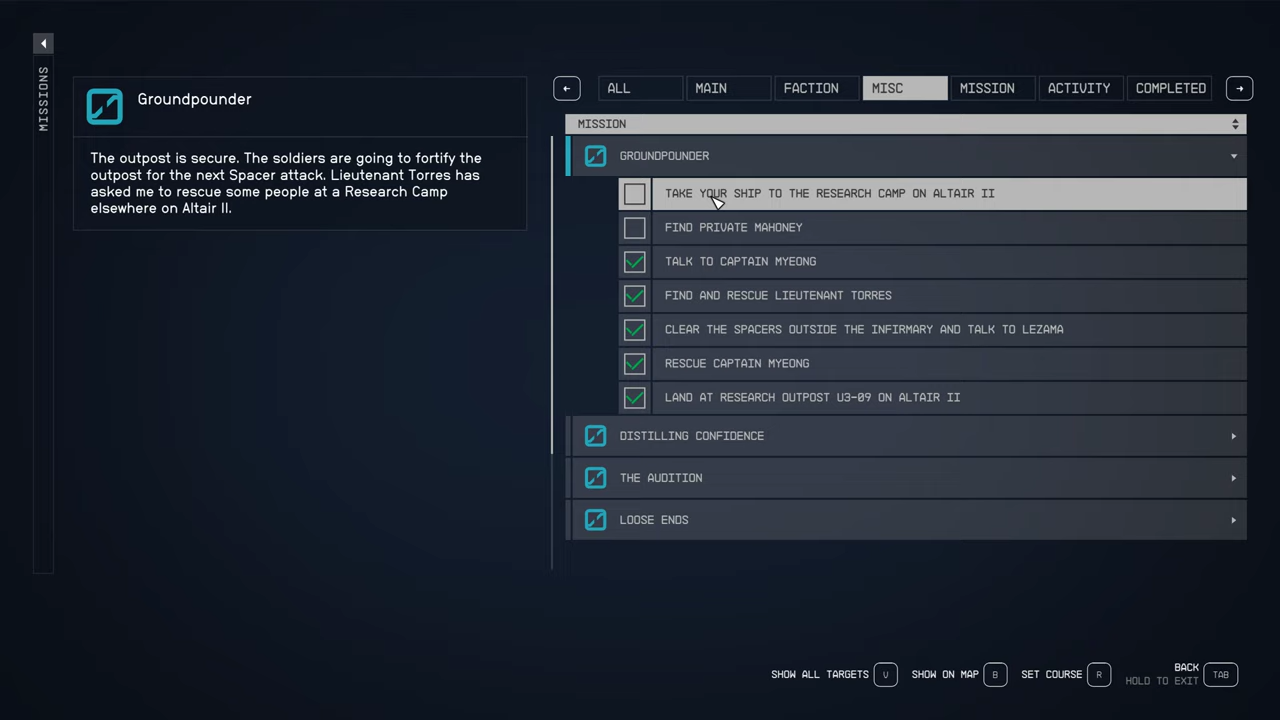 MISSIONS
Groundpounder
The outpost is secure. The soldiers are going to fortify the
outpost for the next Spacer attack. Lieutenant Torres has
asked me to rescue some people at a Research Camp
elsewhere on Altair II.
ALL
MAIN
FACTION
MISC
MISSION
ACTIVITY
COMPLETED
MISSION
GROUNDPOUNDER
TAKE YOUR SHIP TO THE RESEARCH CAMP ON ALTAIR II
FIND PRIVATE MAHONEY
TALK TO CAPTAIN MYEONG
FIND AND RESCUE LIEUTENANT TORRES
CLEAR THE SPACERS OUTSIDE THE INFIRMARY AND TALK TO LEZAMA
RESCUE CAPTAIN MYEONG
LAND AT RESEARCH OUTPOST U3-09 ON ALTAIR II
DISTILLING CONFIDENCE
THE AUDITION
LOOSE ENDS
SHOW ALL TARGETS V
SHOW ON MAP B
SET COURSE R
BACK
HOLD TO EXIT
TAB